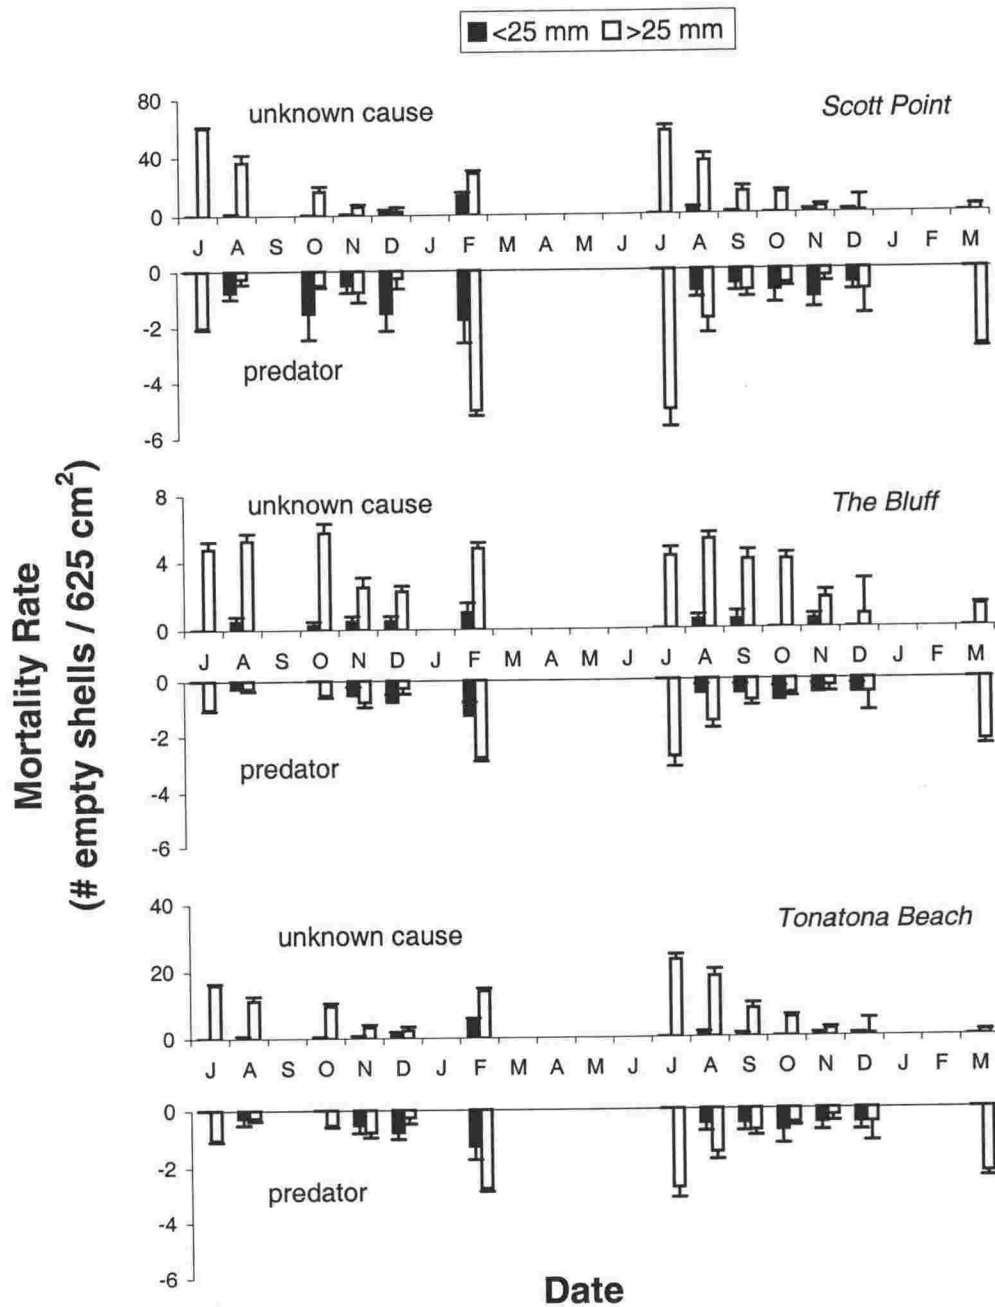 <25 mm >25 mm
80
unknown cause
Scott Point
40
0
J A S O N D J F M A M J J A S O N D J F M
0
-2
predator
-4
-6
8
unknown cause
The Bluff
4
0
J A S O N D J F M A M J J A S O N D J F M
0
-2
predator
-4
-6
Mortality Rate
(# empty shells / 625 cm²)
40
unknown cause
Tonatona Beach
20
0
J A S O N D J F M A M J J A S O N D J F M
0
-2
predator
-4
-6
Date